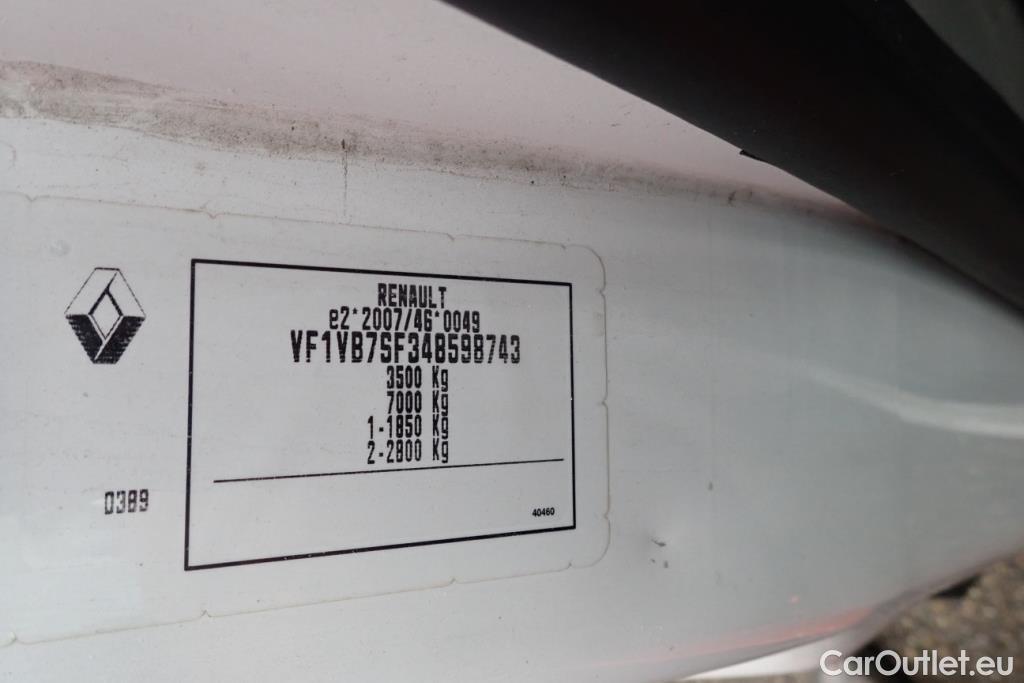 RENAULT
e2*2007/46*0049
VF1VB7SF348598743
3500 Kg
7000 Kg
1-1850 Kg
2-2800 Kg
0389
40460
CarOutlet.eu